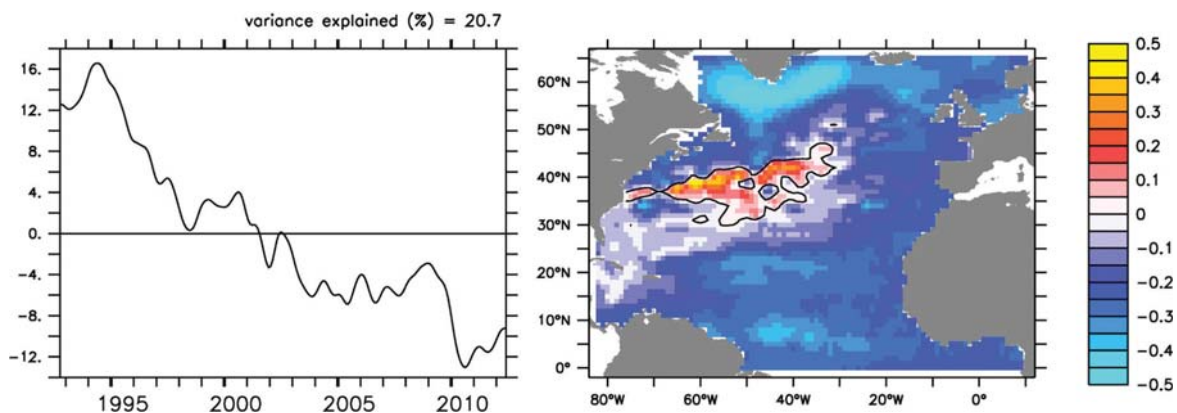 variance explained (%) = 20.7
16.
12.
8.
4.
0.
-4.
-8.
-12.
1995 2000 2005 2010
60°N
50°N
40°N
30°N
20°N
10°N
0°
80°W 60°W 40°W 20°W 0°
0.5
0.4
0.3
0.2
0.1
0
-0.1
-0.2
-0.3
-0.4
-0.5